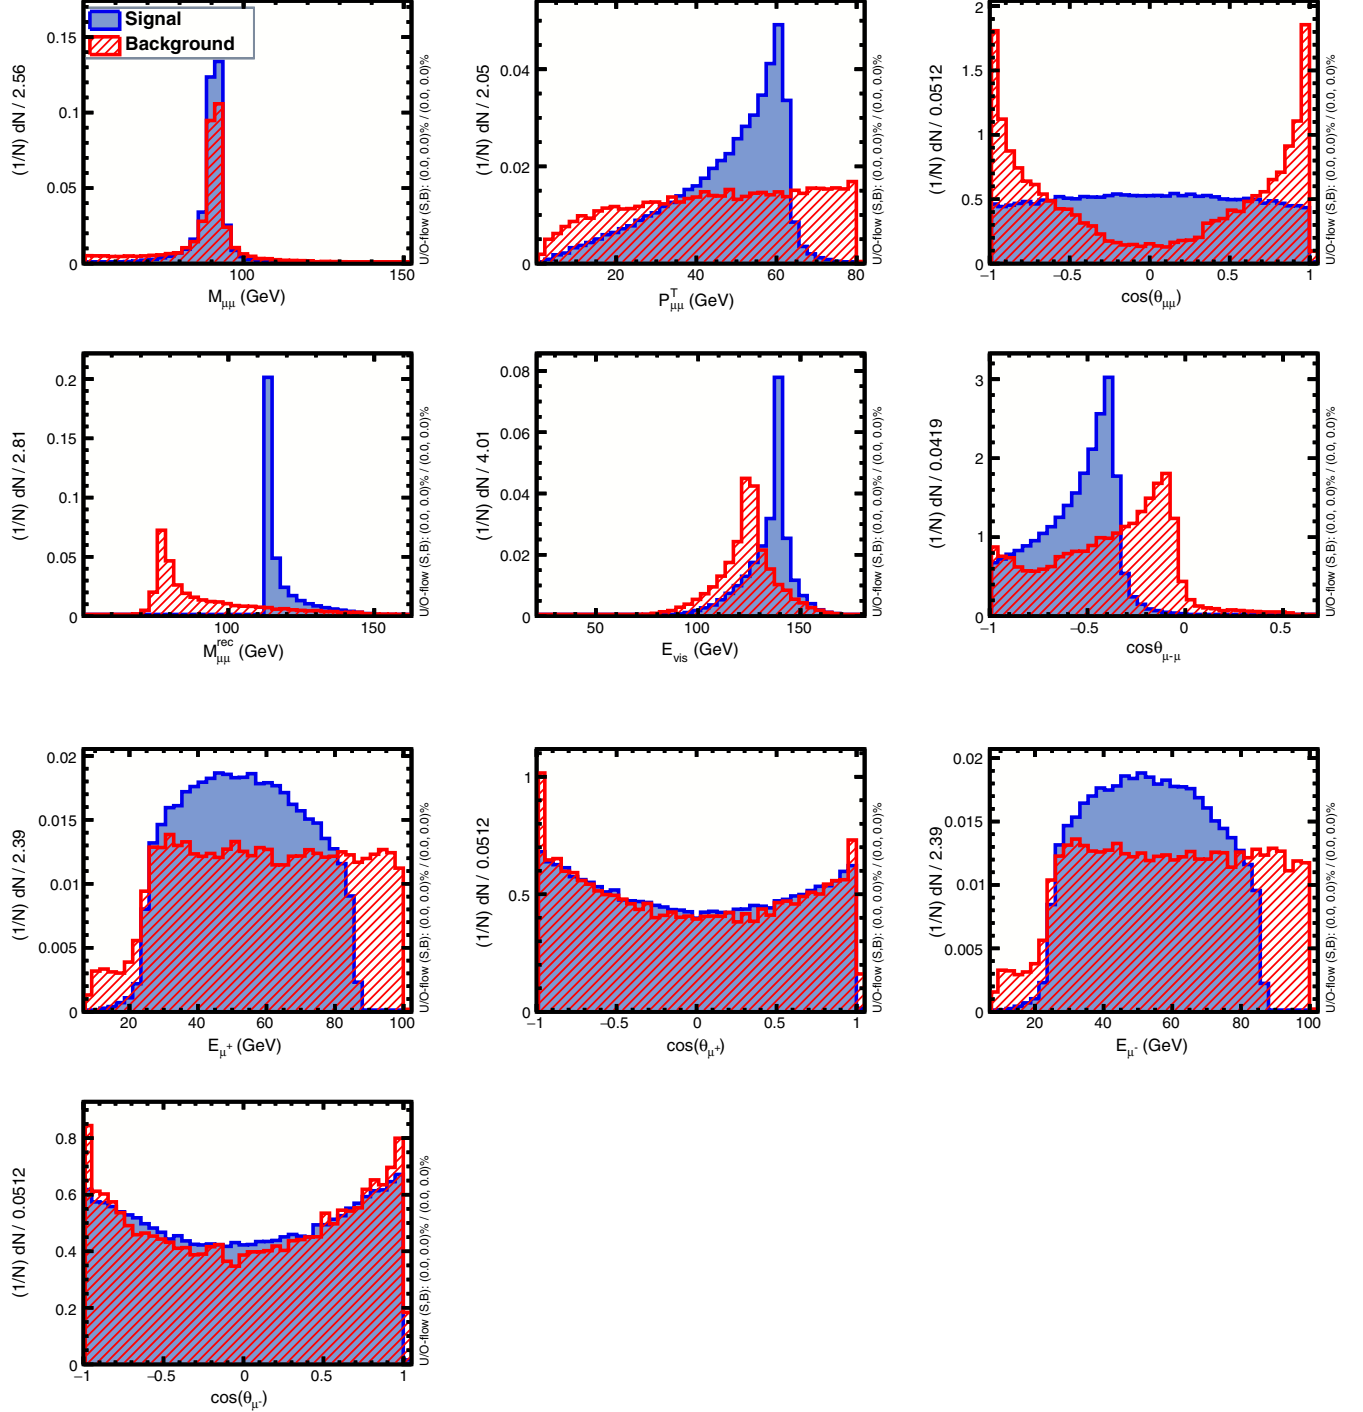 Signal
Background
(1/N) dN / 2.56
0.15
0.1
0.05
0
100
150
M_μμ (GeV)
U/O-flow (S,B): (0.0, 0.0)% / (0.0, 0.0)%
(1/N) dN / 2.05
0.04
0.02
0
20
40
60
80
P^T_μμ (GeV)
U/O-flow (S,B): (0.0, 0.0)% / (0.0, 0.0)%
(1/N) dN / 0.0512
2
1.5
1
0.5
0
−1
−0.5
0
0.5
1
cos(θ_μμ)
U/O-flow (S,B): (0.0, 0.0)% / (0.0, 0.0)%
(1/N) dN / 2.81
0.2
0.15
0.1
0.05
0
100
150
M^rec_μμ (GeV)
U/O-flow (S,B): (0.0, 0.0)% / (0.0, 0.0)%
(1/N) dN / 4.01
0.08
0.06
0.04
0.02
0
50
100
150
E_vis (GeV)
U/O-flow (S,B): (0.0, 0.0)% / (0.0, 0.0)%
(1/N) dN / 0.0419
3
2
1
0
−1
−0.5
0
0.5
cosθ_μ-μ
U/O-flow (S,B): (0.0, 0.0)% / (0.0, 0.0)%
(1/N) dN / 2.39
0.02
0.015
0.01
0.005
0
20
40
60
80
100
E_μ+ (GeV)
U/O-flow (S,B): (0.0, 0.0)% / (0.0, 0.0)%
(1/N) dN / 0.0512
1
0.5
0
−1
−0.5
0
0.5
1
cos(θ_μ+)
U/O-flow (S,B): (0.0, 0.0)% / (0.0, 0.0)%
(1/N) dN / 2.39
0.02
0.015
0.01
0.005
0
20
40
60
80
100
E_μ- (GeV)
U/O-flow (S,B): (0.0, 0.0)% / (0.0, 0.0)%
(1/N) dN / 0.0512
0.8
0.6
0.4
0.2
0
−1
−0.5
0
0.5
1
cos(θ_μ-)
U/O-flow (S,B): (0.0, 0.0)% / (0.0, 0.0)%